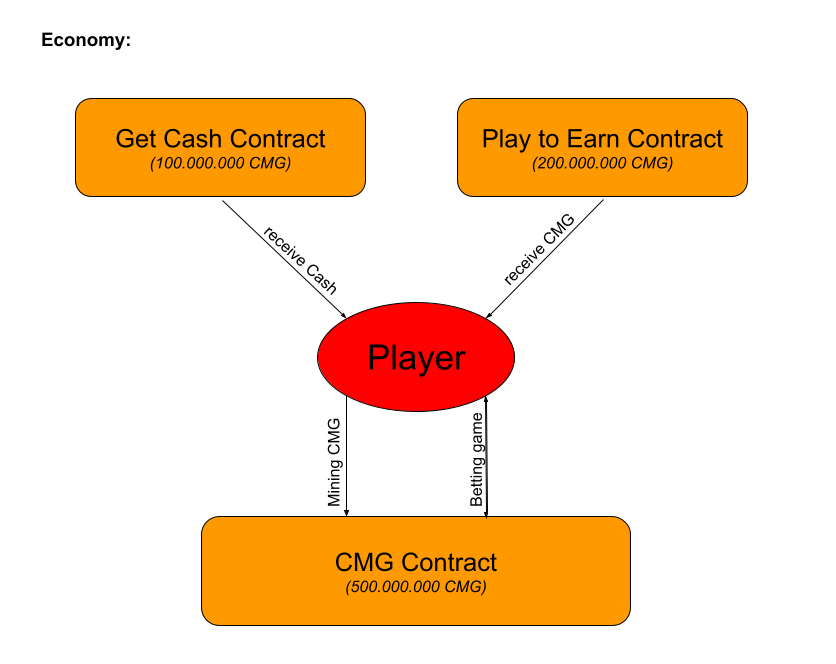 Economy:
Get Cash Contract
(100.000.000 CMG)
Play to Earn Contract
(200.000.000 CMG)
receive Cash
receive CMG
Player
Mining CMG
Betting game
CMG Contract
(500.000.000 CMG)